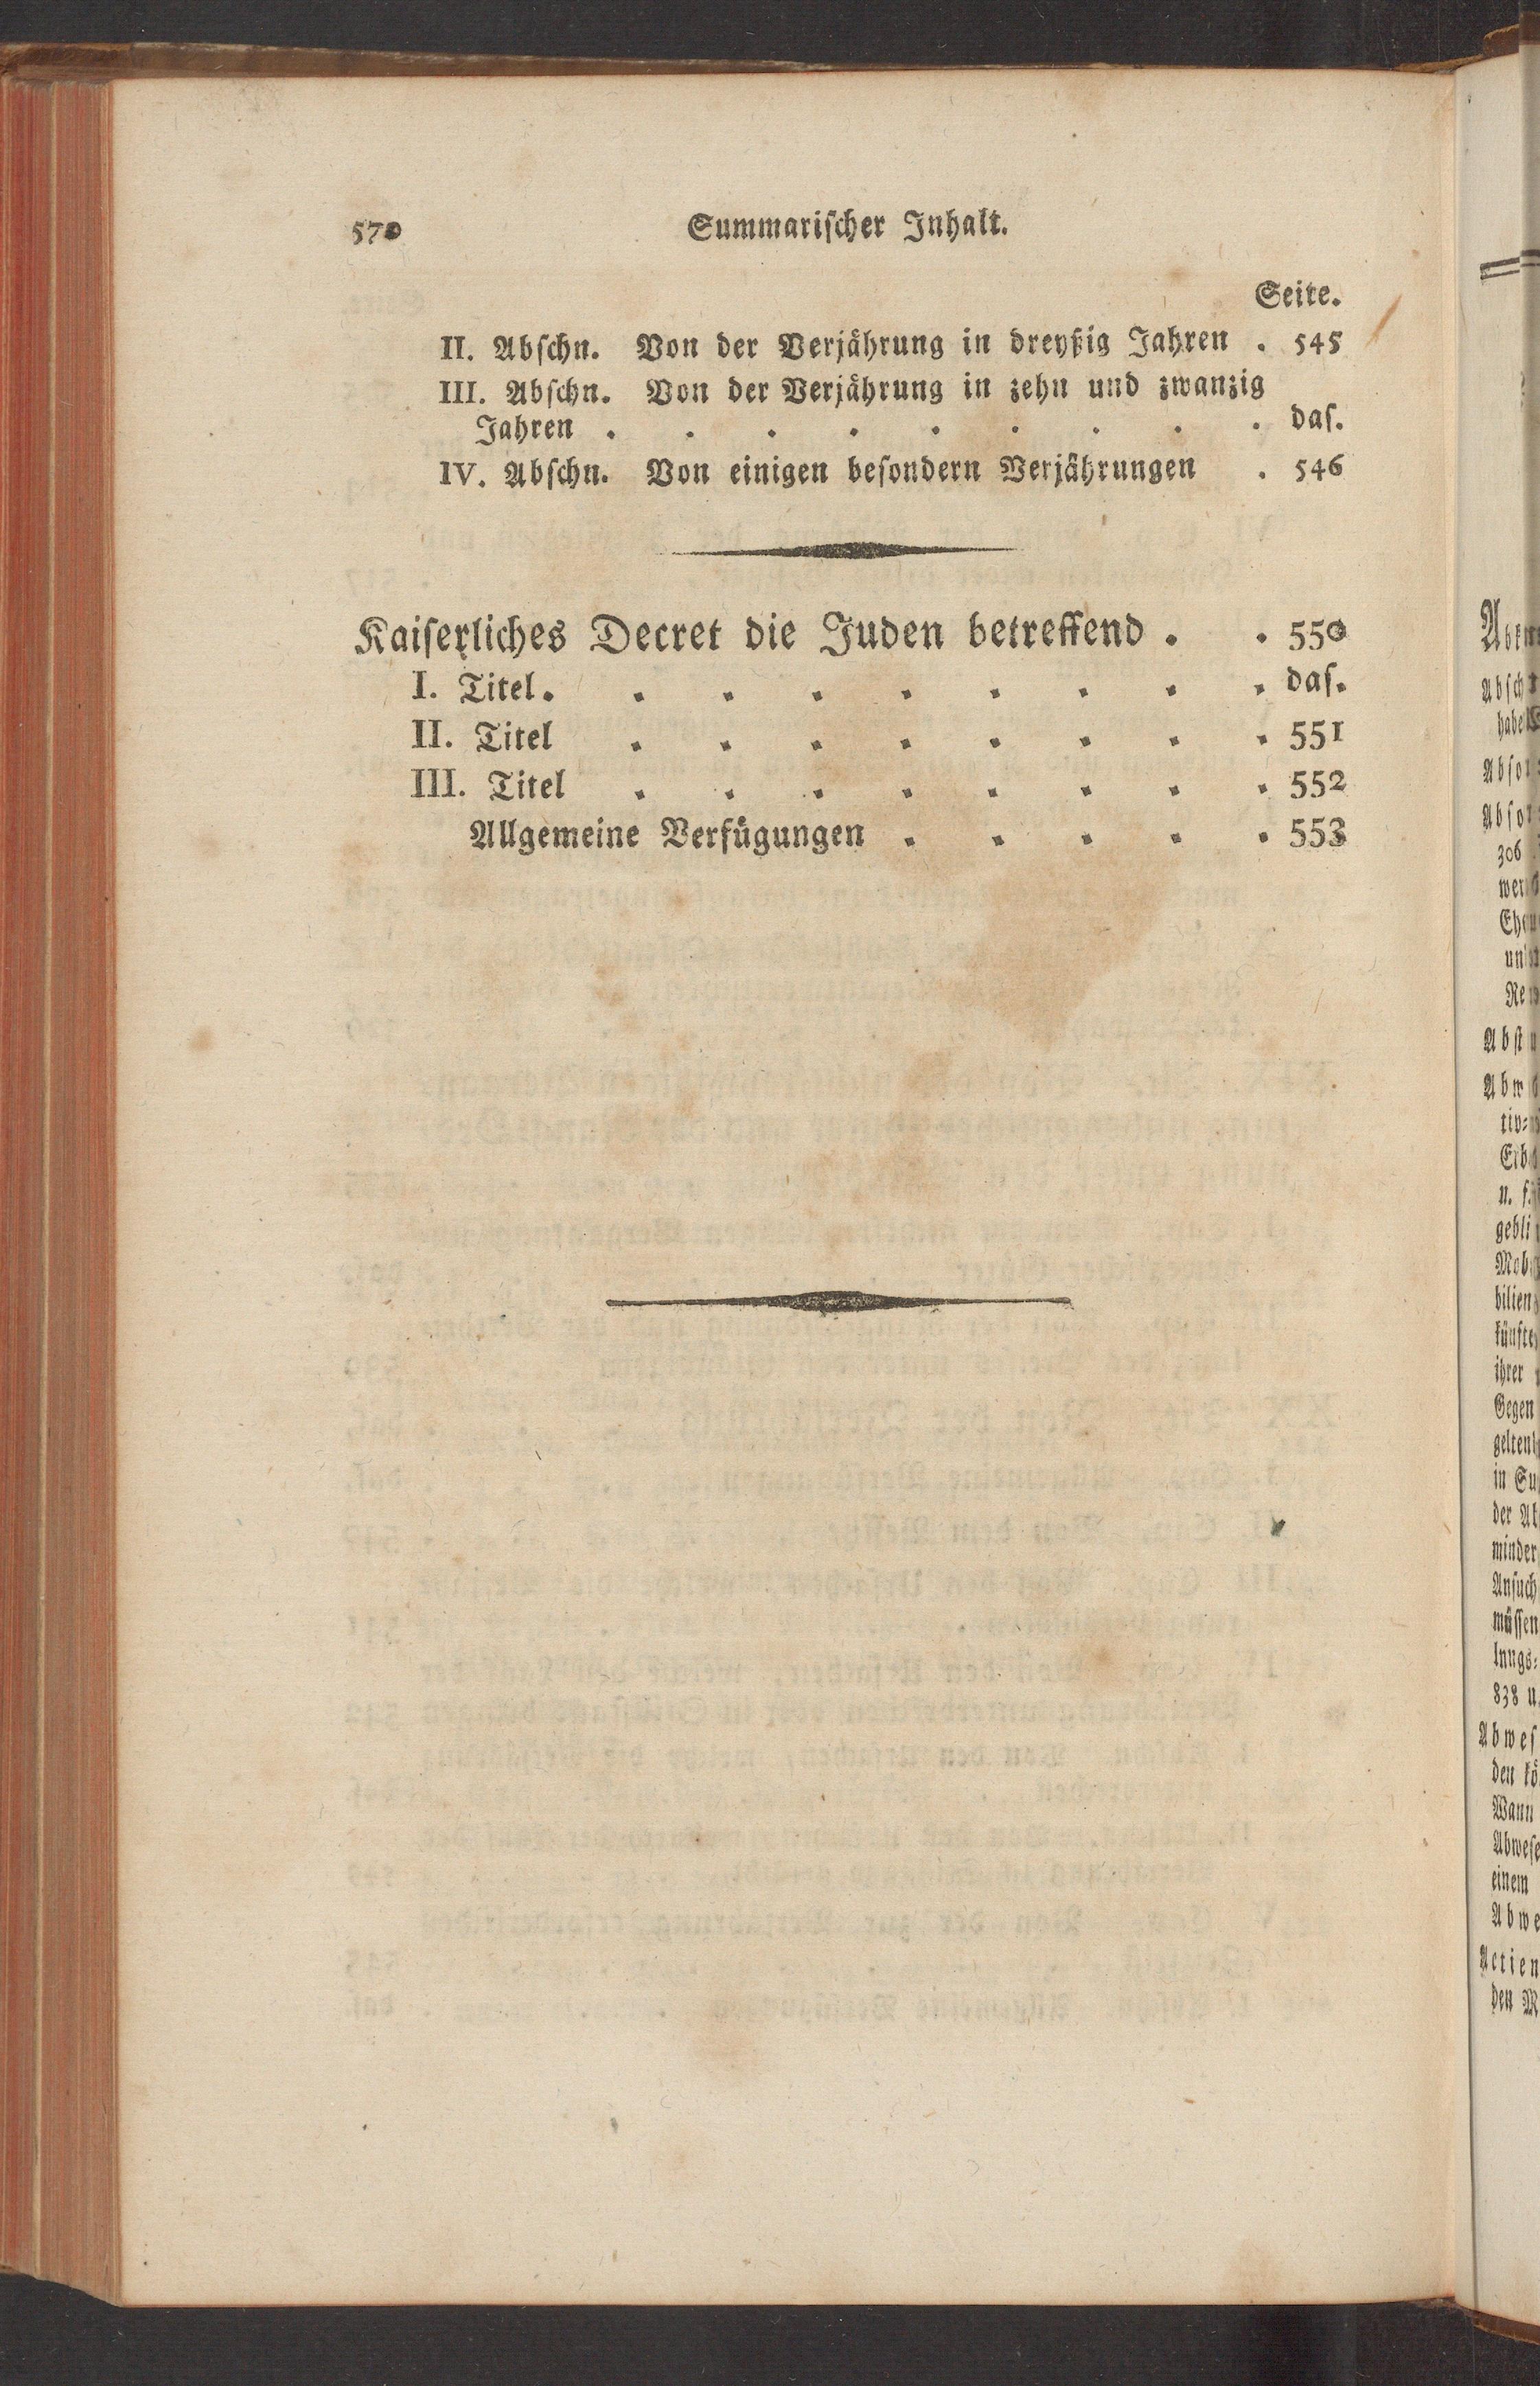 570 Summarischer Inhalt.
Seite.
II. Abschn. Von der Verjährung in dreyßig Jahren . 545
III. Abschn. Von der Verjährung in zehn und zwanzig
Jahren . . . . . . . . . das.
IV. Abschn. Von einigen besondern Verjährungen . 546
Kaiserliches Decret die Juden betreffend . . 550
I. Titel. . . . . . . . . das.
II. Titel . . . . . . . . 551
III. Titel . . . . . . . . 552
Allgemeine Verfügungen . . . . . 553